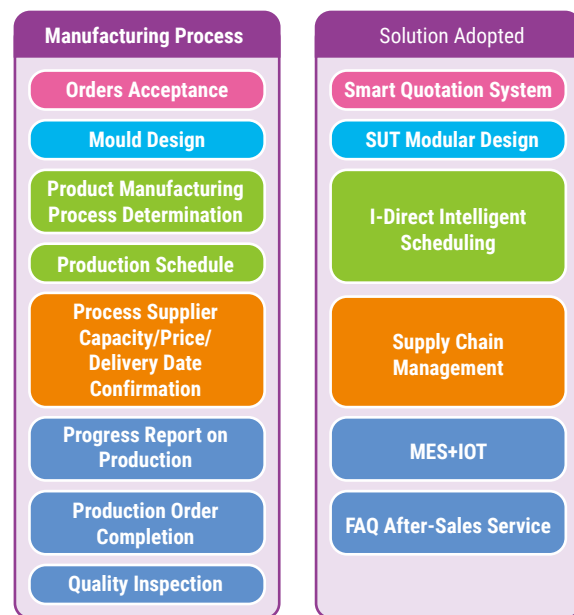 Manufacturing Process
Orders Acceptance
Mould Design
Product Manufacturing
Process Determination
Production Schedule
Process Supplier
Capacity/Price/
Delivery Date
Confirmation
Progress Report on
Production
Production Order
Completion
Quality Inspection
Solution Adopted
Smart Quotation System
SUT Modular Design
I-Direct Intelligent
Scheduling
Supply Chain
Management
MES+IOT
FAQ After-Sales Service